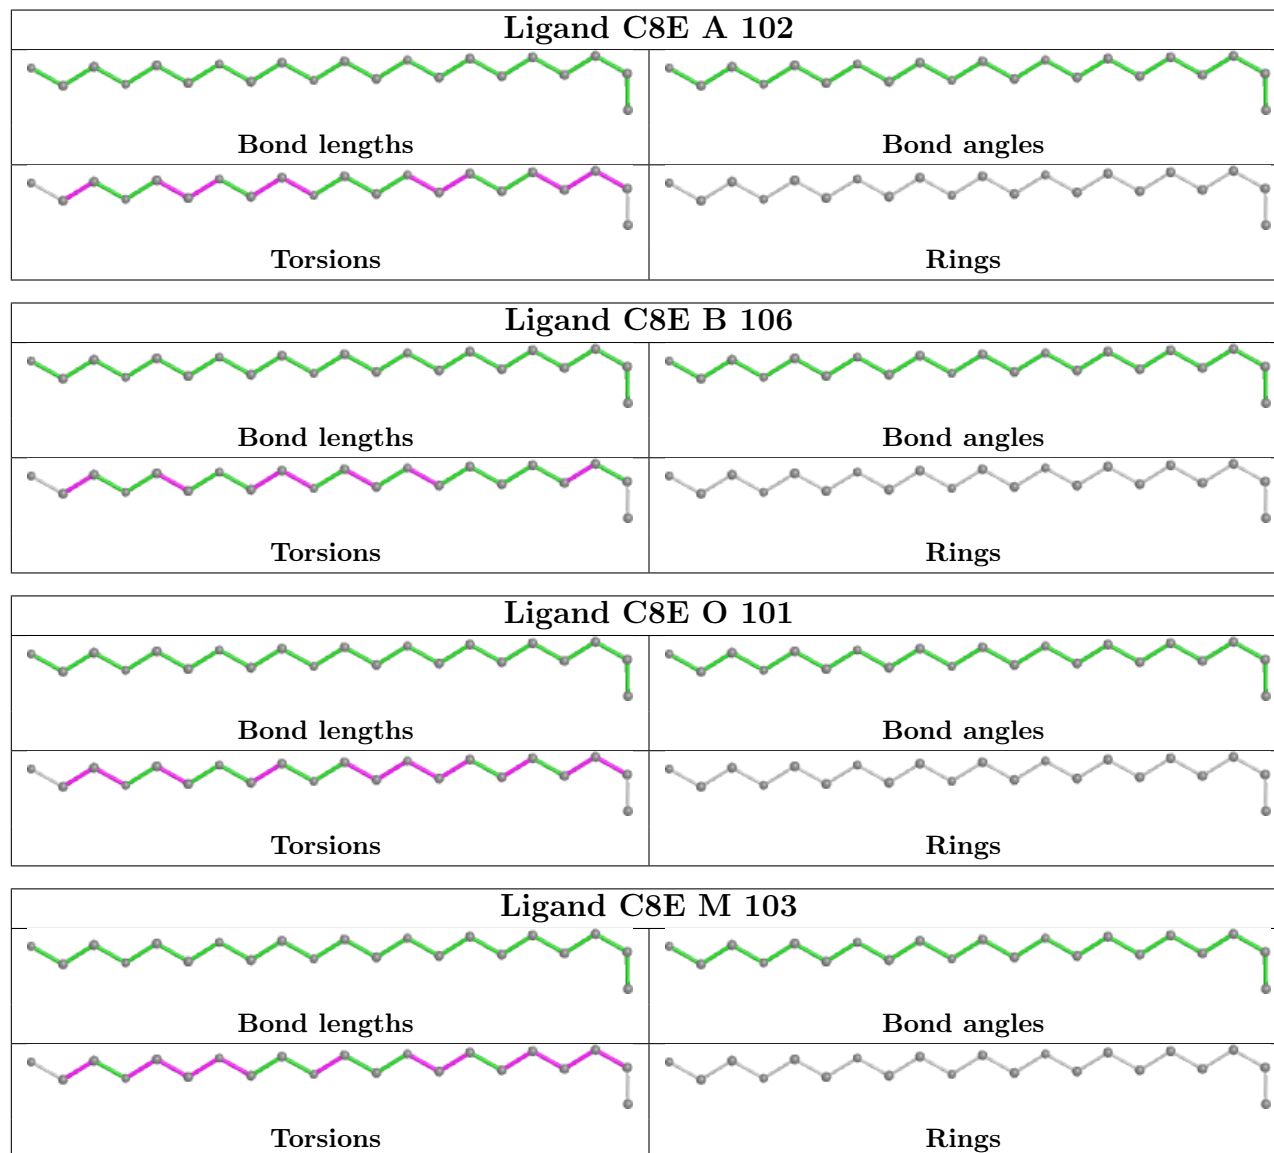 Ligand C8E A 102
Bond lengths
Bond angles
Torsions
Rings
Ligand C8E B 106
Bond lengths
Bond angles
Torsions
Rings
Ligand C8E O 101
Bond lengths
Bond angles
Torsions
Rings
Ligand C8E M 103
Bond lengths
Bond angles
Torsions
Rings